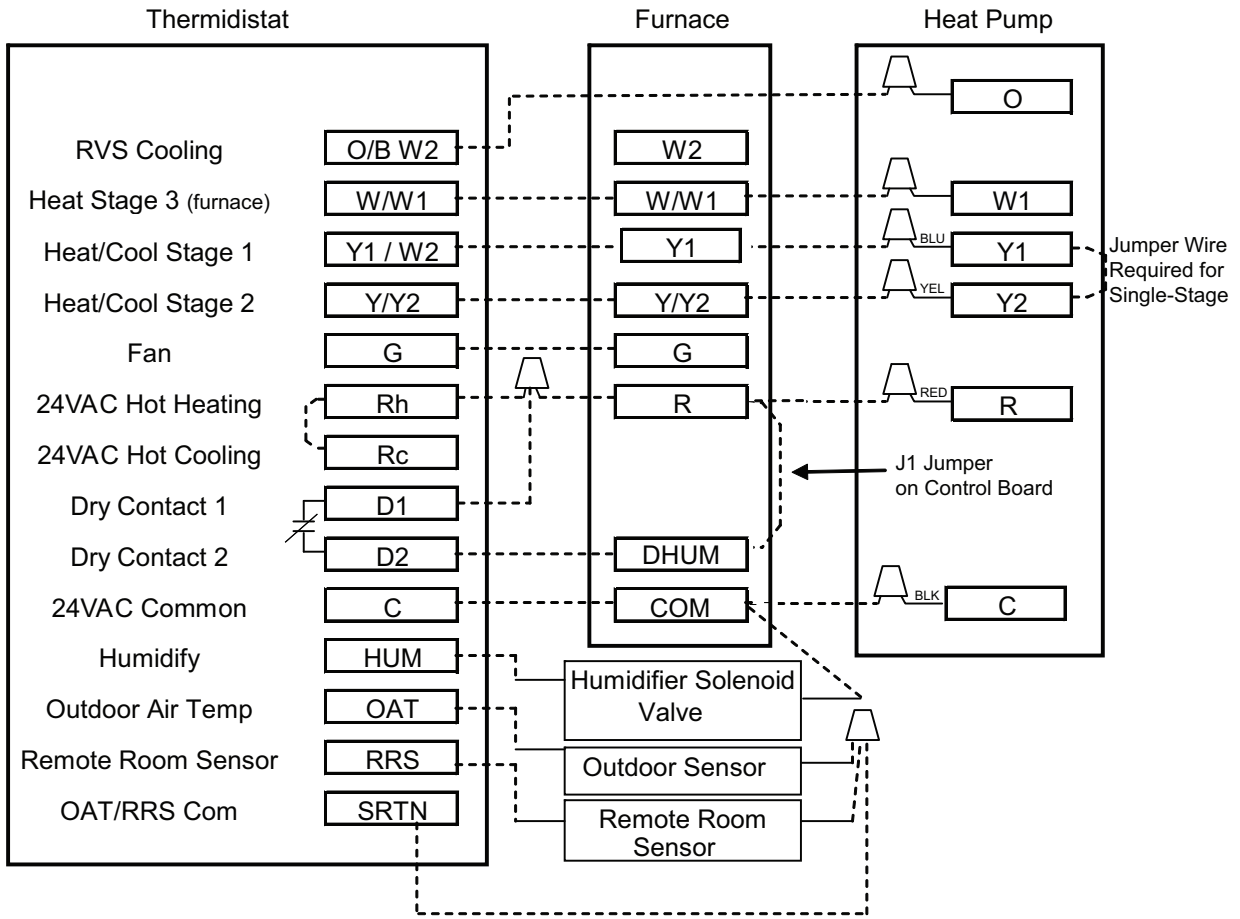 Thermidistat Furnace Heat Pump
O
RVS Cooling O/B W2 W2
Heat Stage 3 (furnace) W/W1 W/W1 W1
Heat/Cool Stage 1 Y1 / W2 Y1 BLU Y1
Jumper Wire
Required for
Single-Stage
Heat/Cool Stage 2 Y/Y2 Y/Y2 YEL Y2
Fan G G
24VAC Hot Heating Rh R RED R
24VAC Hot Cooling Rc
J1 Jumper
on Control Board
Dry Contact 1 D1
Dry Contact 2 D2 DHUM
24VAC Common C COM BLK C
Humidify HUM
Humidifier Solenoid
Valve
Outdoor Air Temp OAT
Outdoor Sensor
Remote Room Sensor RRS
Remote Room
Sensor
OAT/RRS Com SRTN